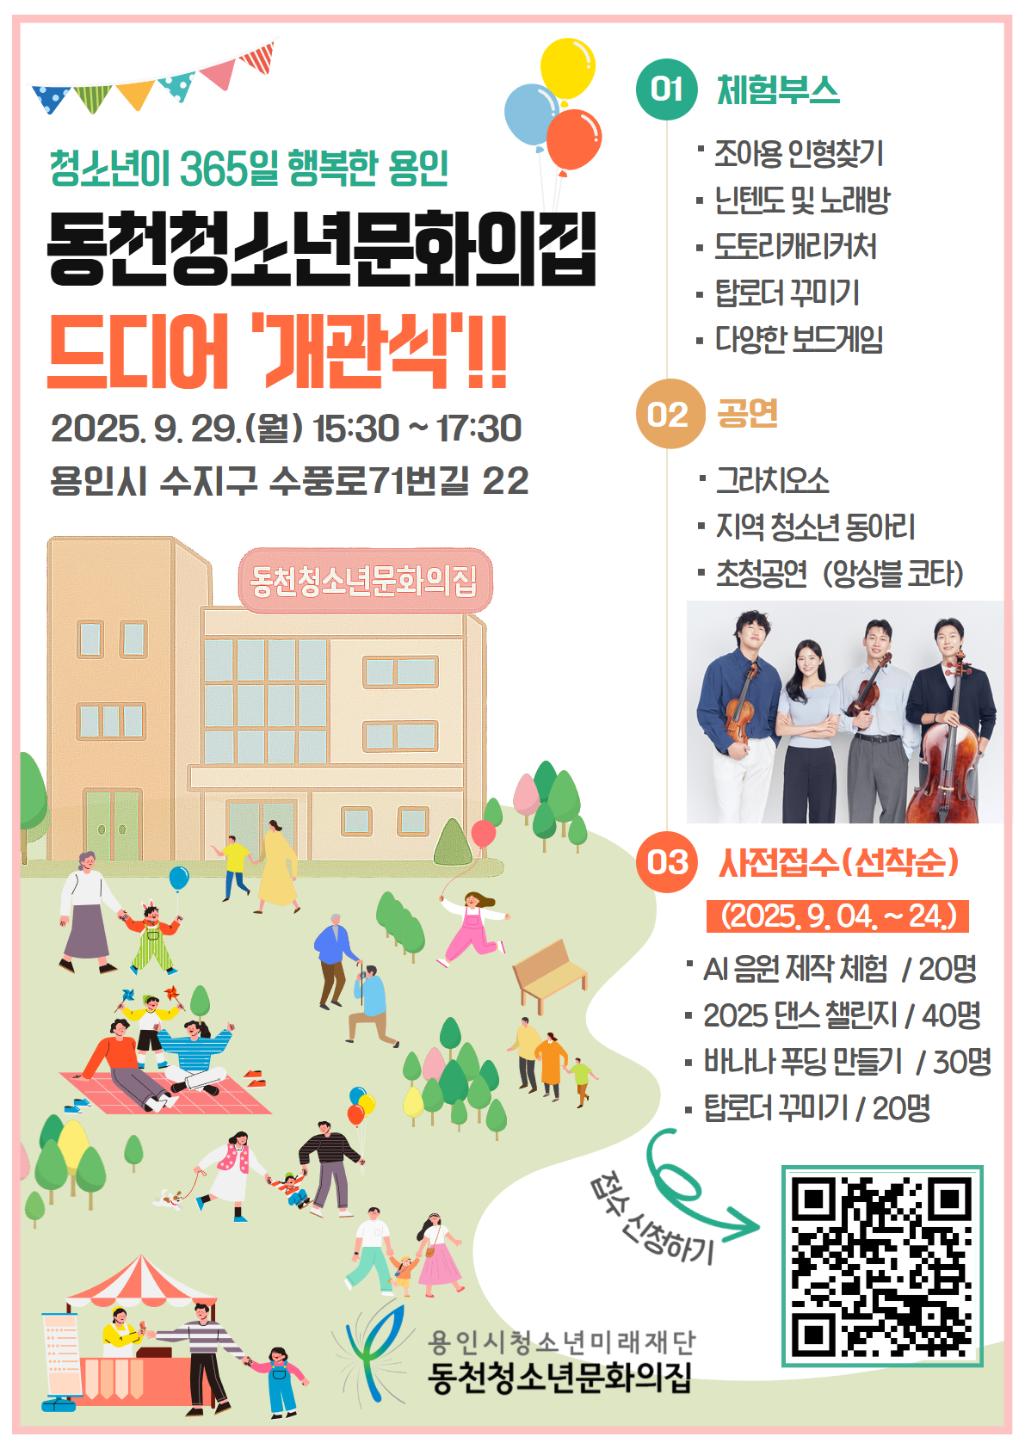 청소년이 365일 행복한 용인
동천청소년문화의집
드디어 '개관식'!!
2025. 9. 29.(월) 15:30 ~ 17:30
용인시 수지구 수풍로71번길 22
동천청소년문화의집
01 체험부스
▪ 조아용 인형찾기
▪ 닌텐도 및 노래방
▪ 도토리캐리커처
▪ 탑로더 꾸미기
▪ 다양한 보드게임
02 공연
▪ 그라치오소
▪ 지역 청소년 동아리
▪ 초청공연 (앙상블 코타)
03 사전접수(선착순)
(2025. 9. 04. ~ 24.)
▪ AI 음원 제작 체험 / 20명
▪ 2025 댄스 챌린지 / 40명
▪ 바나나 푸딩 만들기 / 30명
▪ 탑로더 꾸미기 / 20명
접수 신청하기
용인시청소년미래재단
동천청소년문화의집